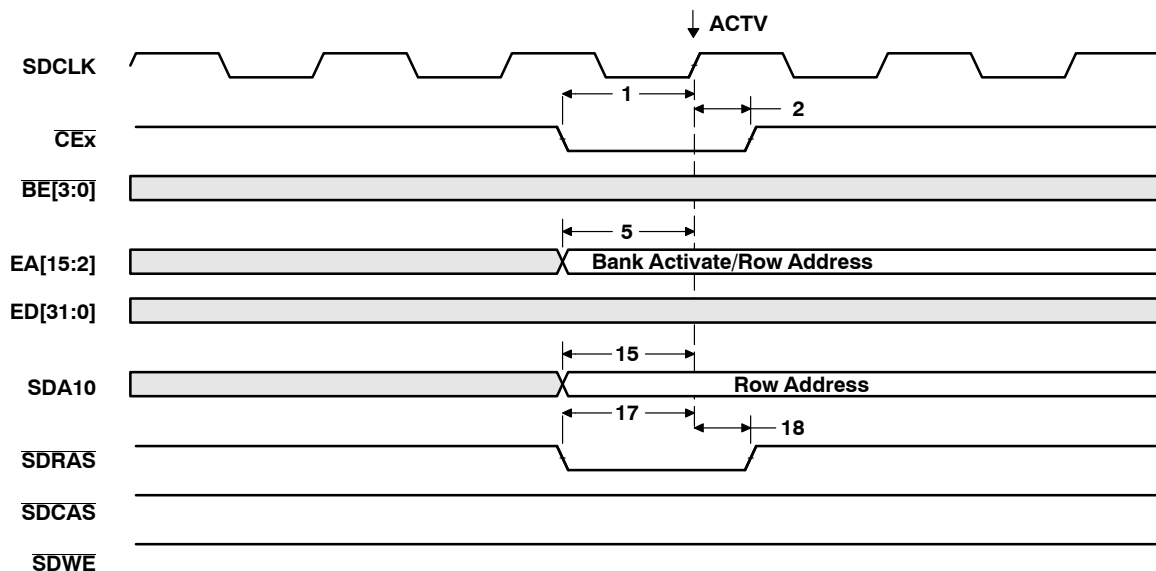 ACTV
SDCLK
1
2
CEx
BE[3:0]
5
EA[15:2]
Bank Activate/Row Address
ED[31:0]
15
SDA10
Row Address
17
18
SDRAS
SDCAS
SDWE